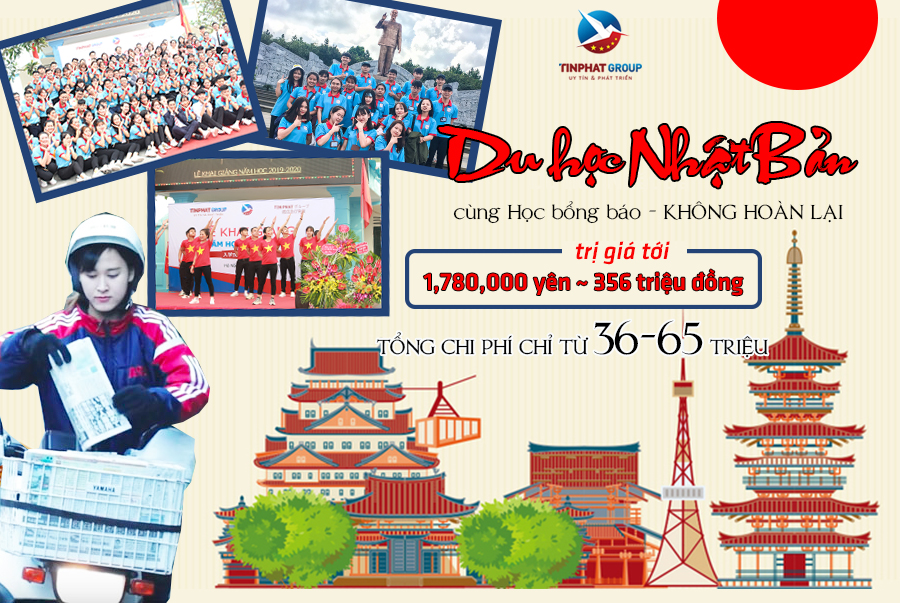 TINPHAT GROUP
UY TÍN & PHÁT TRIỂN
Du học Nhật Bản
cùng Học bổng báo - KHÔNG HOÀN LẠI
trị giá tới
1,780,000 yên ~ 356 triệu đồng
TỔNG CHI PHÍ CHỈ TỪ 36-65 TRIỆU
LỄ KHAI GIẢNG NĂM HỌC 2019-2020
TINPHAT GROUP
TINPHAT
YAMAHA